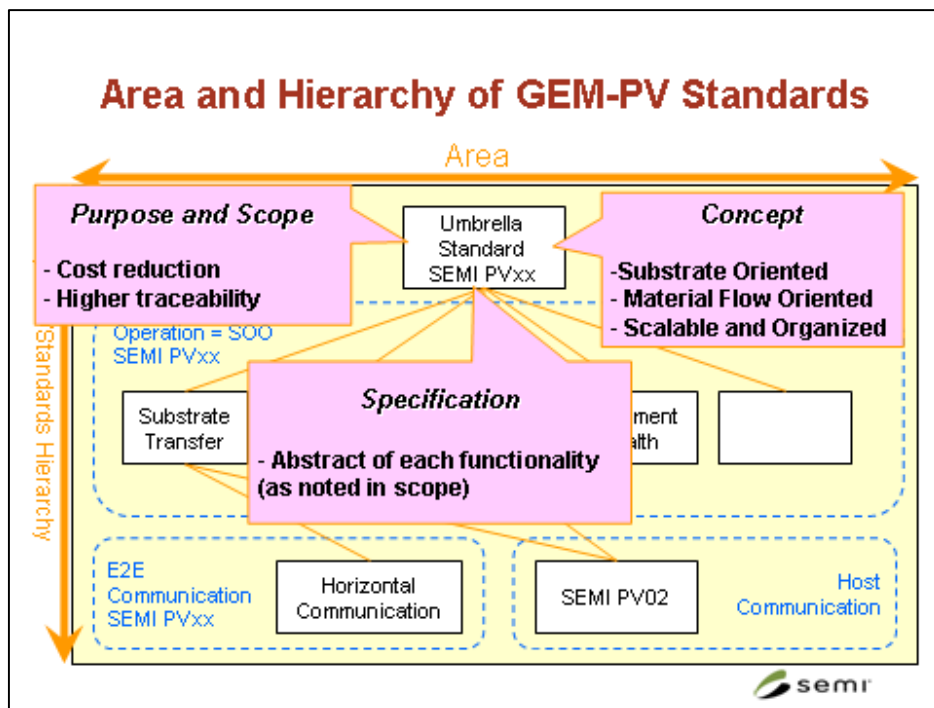 Area and Hierarchy of GEM-PV Standards
Area
Standards Hierarchy
Purpose and Scope
- Cost reduction
- Higher traceability
Umbrella
Standard
SEMI PVxx
Concept
-Substrate Oriented
- Material Flow Oriented
- Scalable and Organized
Operation = SOO
SEMI PVxx
Substrate
Transfer
Specification
- Abstract of each functionality
(as noted in scope)
E2E
Communication
SEMI PVxx
Horizontal
Communication
SEMI PV02
Host
Communication
semi